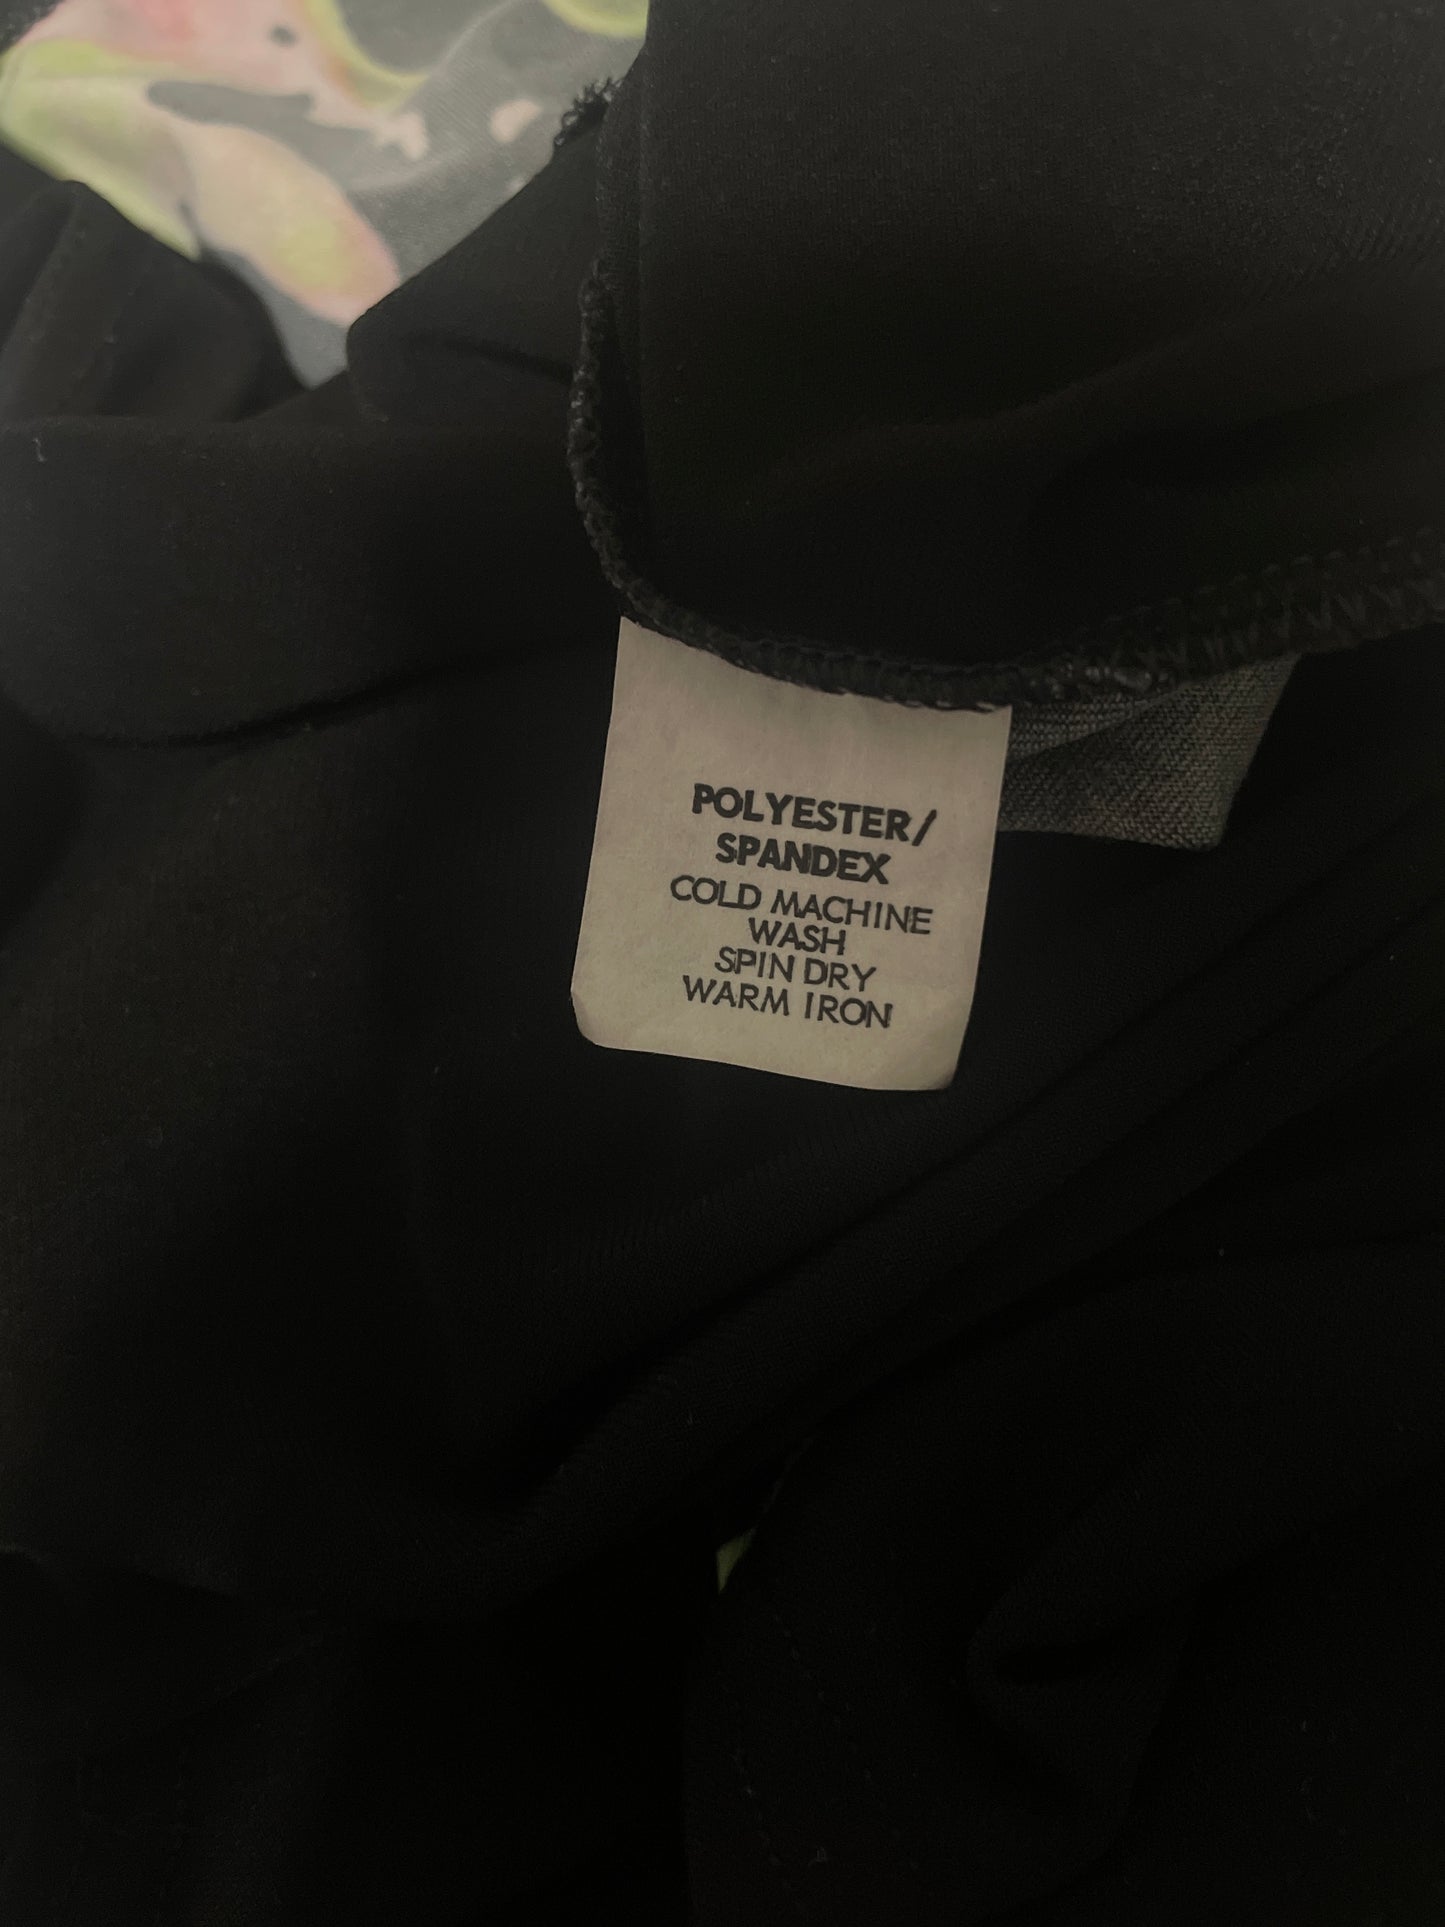 POLYESTER/
SPANDEX
COLD MACHINE
WASH
SPIN DRY
WARM IRON